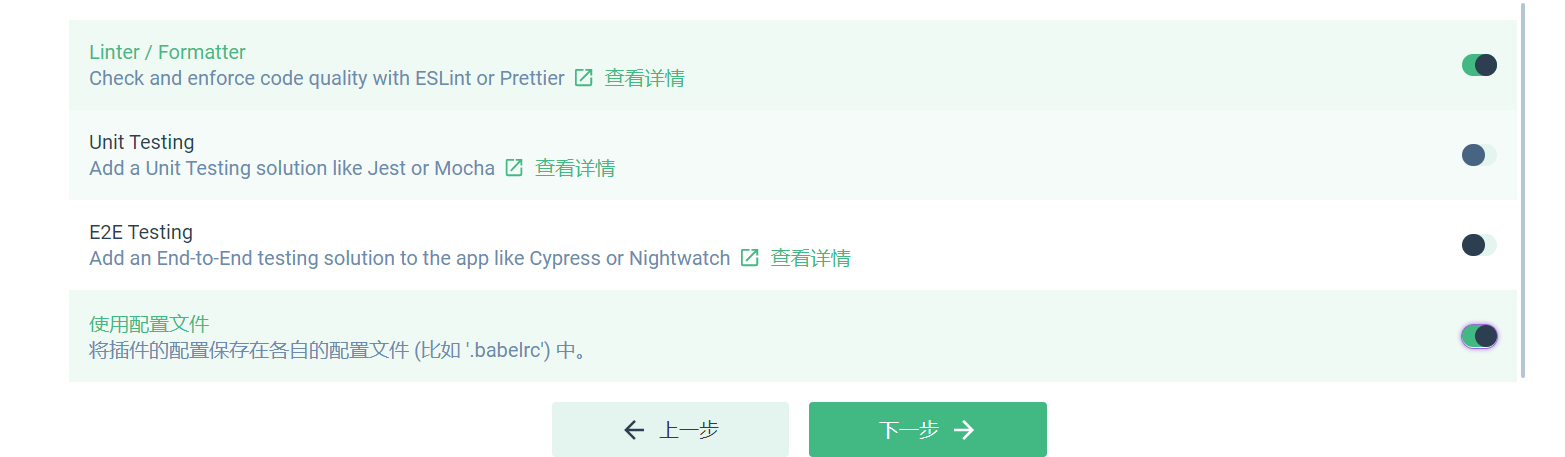 Linter / Formatter
Check and enforce code quality with ESLint or Prettier 查看详情
Unit Testing
Add a Unit Testing solution like Jest or Mocha 查看详情
E2E Testing
Add an End-to-End testing solution to the app like Cypress or Nightwatch 查看详情
使用配置文件
将插件的配置保存在各自的配置文件 (比如 '.babelrc') 中。
上一步 下一步